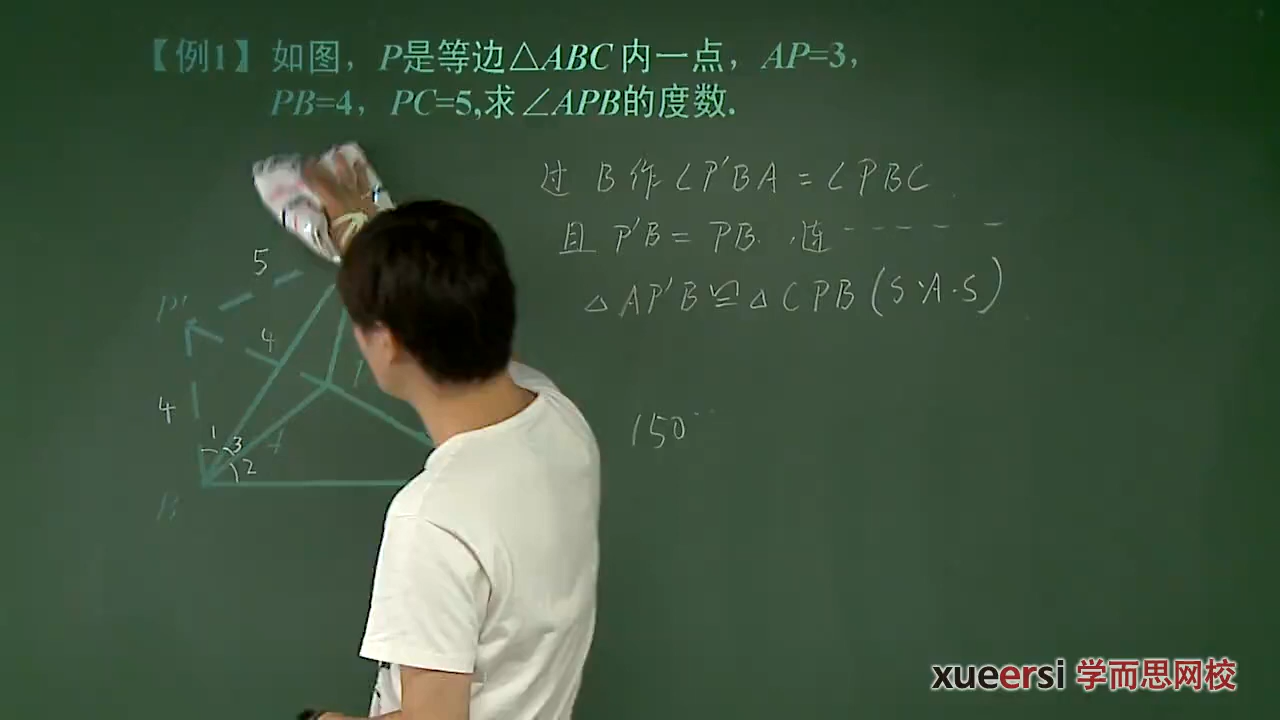 【例1】如图，P是等边△ABC内一点，AP=3，
PB=4，PC=5,求∠APB的度数.
过 B 作 ∠P'BA = ∠PBC
且 P'B = PB. 连 -----
△AP'B ≌ △CPB (S·A·S)
5
P'
4
4
1
3
4
2
B
150°
xueersi 学而思网校